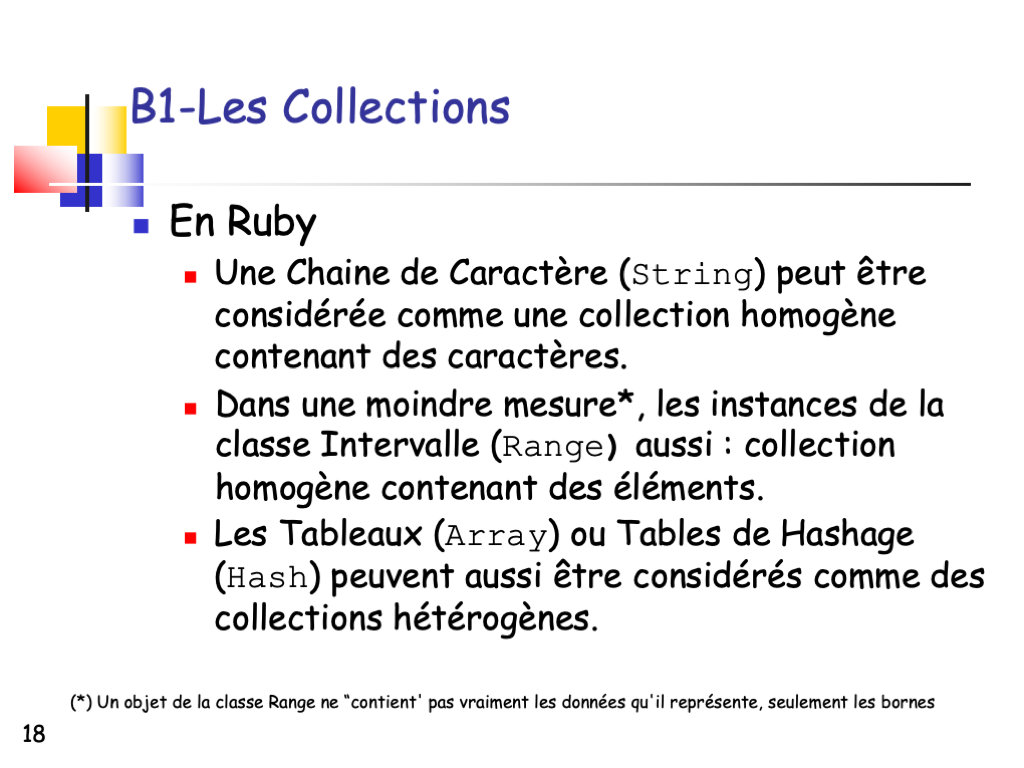 B1-Les Collections
En Ruby
Une Chaine de Caractère (String) peut être
considérée comme une collection homogène
contenant des caractères.
Dans une moindre mesure*, les instances de la
classe Intervalle (Range) aussi : collection
homogène contenant des éléments.
Les Tableaux (Array) ou Tables de Hashage
(Hash) peuvent aussi être considérés comme des
collections hétérogènes.
(*) Un objet de la classe Range ne “contient' pas vraiment les données qu'il représente, seulement les bornes
18